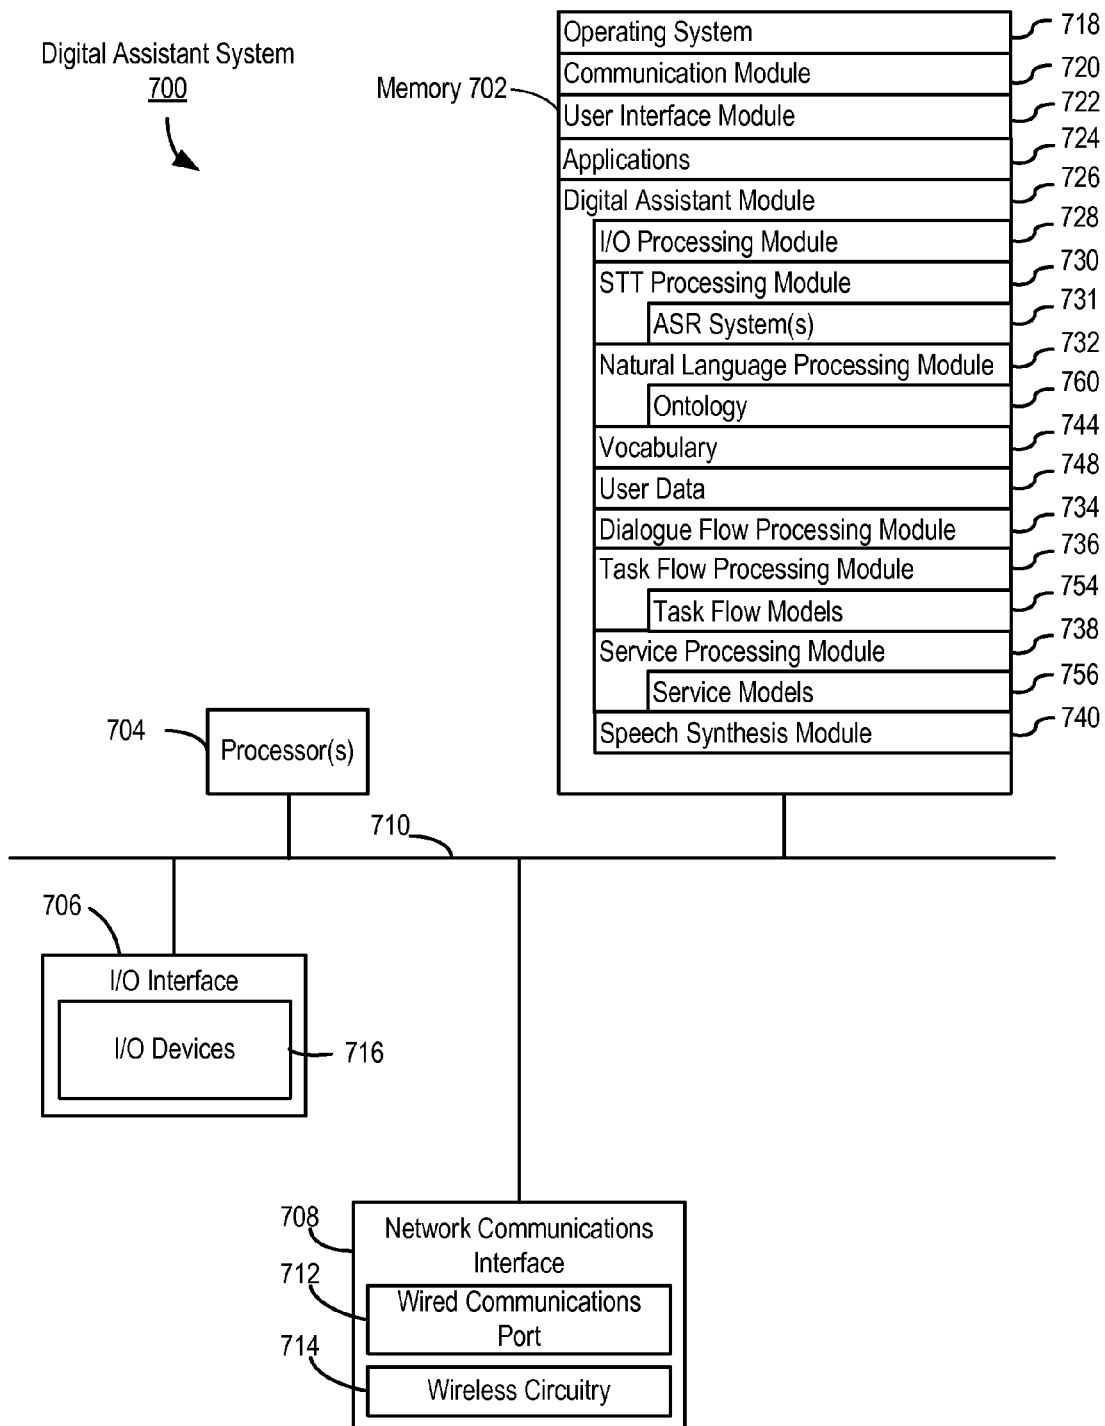 Digital Assistant System
700
Memory 702
Operating System 718
Communication Module 720
User Interface Module 722
Applications 724
Digital Assistant Module 726
I/O Processing Module 728
STT Processing Module 730
ASR System(s) 731
Natural Language Processing Module 732
Ontology 760
Vocabulary 744
User Data 748
Dialogue Flow Processing Module 734
Task Flow Processing Module 736
Task Flow Models 754
Service Processing Module 738
Service Models 756
Speech Synthesis Module 740
704
Processor(s)
710
706
I/O Interface
I/O Devices 716
708
Network Communications
Interface
712
Wired Communications
Port
714
Wireless Circuitry